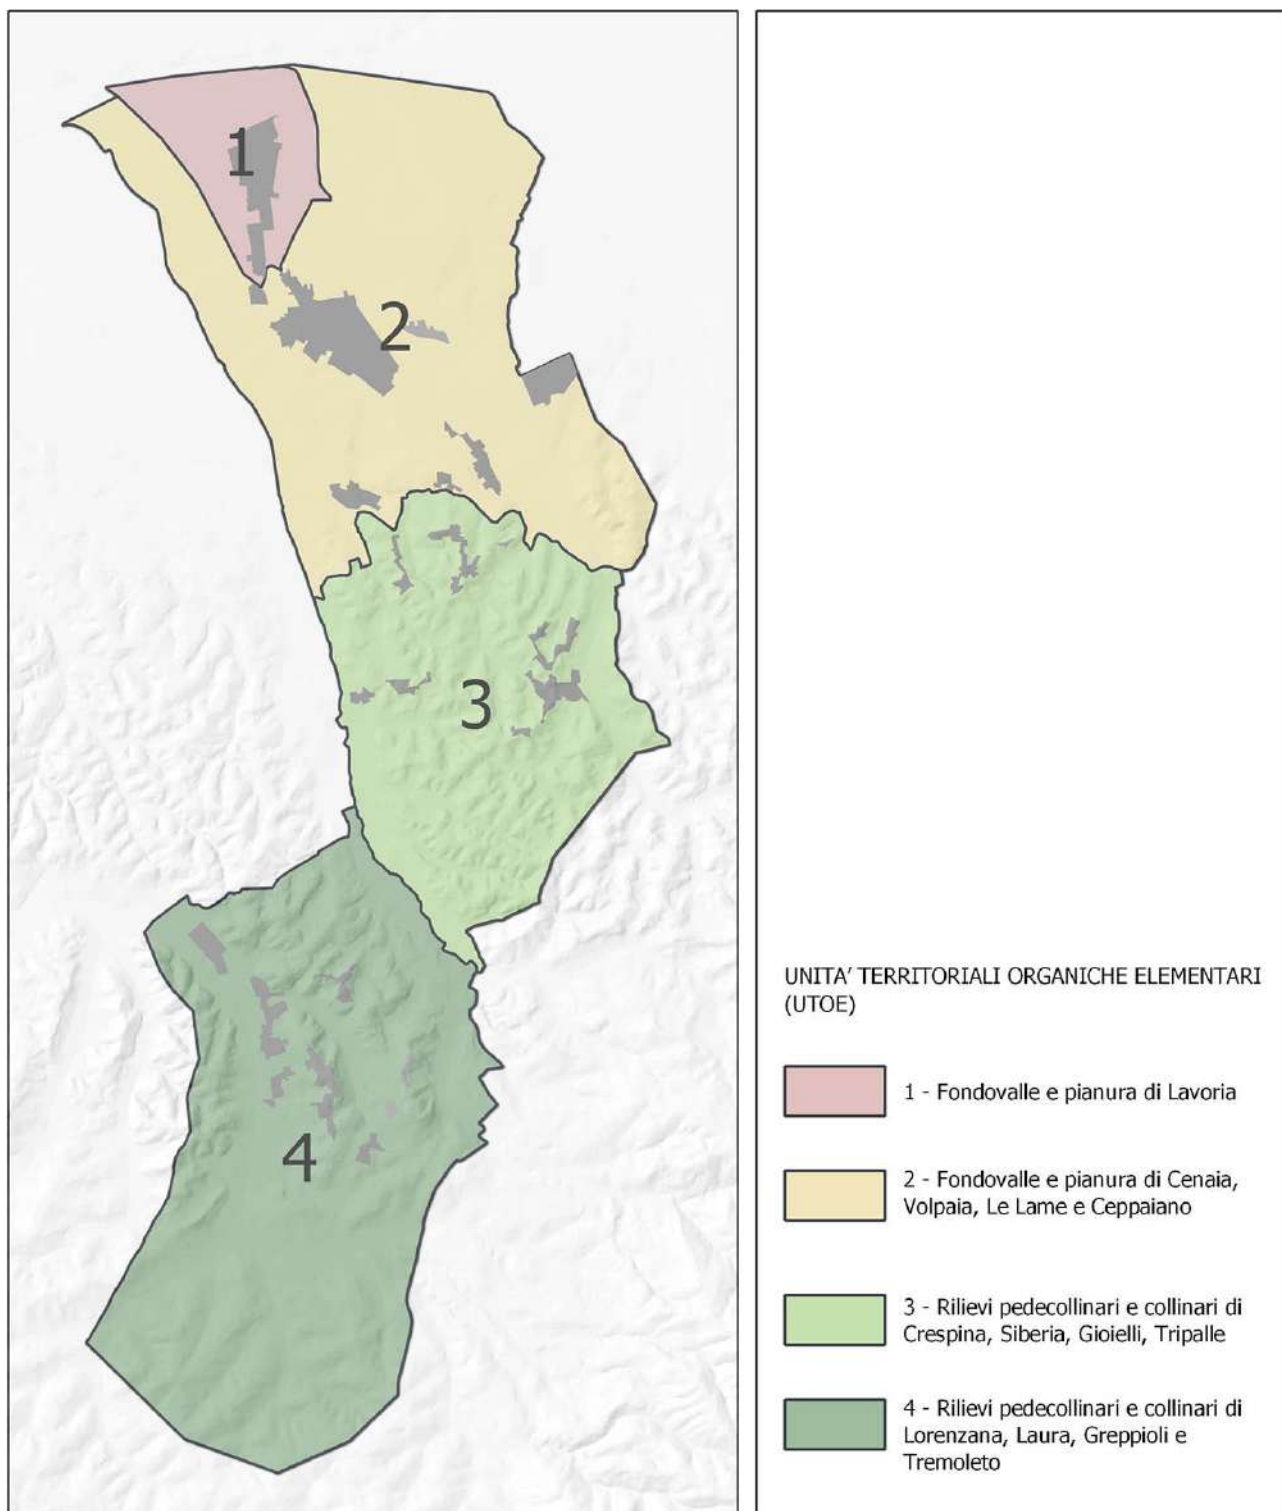 1
2
3
4
UNITA' TERRITORIALI ORGANICHE ELEMENTARI
(UTOE)
1 - Fondovalle e pianura di Lavoria
2 - Fondovalle e pianura di Cenaia,
Volpaia, Le Lame e Ceppaiano
3 - Rilievi pedecollinari e collinari di
Crespina, Siberia, Gioielli, Tripalle
4 - Rilievi pedecollinari e collinari di
Lorenzana, Laura, Greppioli e
Tremoleto